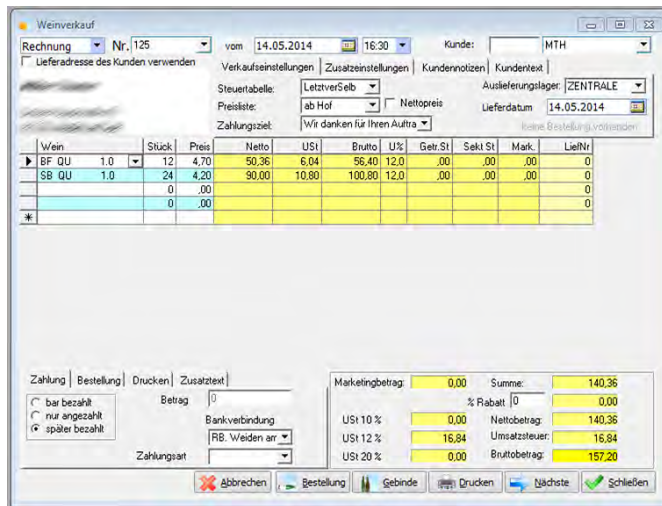 Weinverkauf
Rechnung Nr. 125 vom 14.05.2014 16:30 Kunde: MTH
Lieferadresse des Kunden verwenden
Verkaufseinstellungen Zusatzeinstellungen Kundennotizen Kundentext
Steuertabelle: LetztverSelb Auslieferungslager: ZENTRALE
Preisliste: ab Hof Nettopreis Lieferdatum 14.05.2014
Zahlungsziel: Wir danken für Ihren Auftra Keine Bestellung vorhanden
Wein Stück Preis Netto USt Brutto U% Getr.St Sekt St Mark. LiefNr
BF QU 1.0 12 4,70 50,36 6,04 56,40 12,0 ,00 ,00 ,00 0
SB QU 1.0 24 4,20 90,00 10,80 100,80 12,0 ,00 ,00 ,00 0
0 ,00 0
0 ,00 0
Zahlung Bestellung Drucken Zusatztext
bar bezahlt
nur angezahlt
später bezahlt
Betrag 0
Bankverbindung
RB. Weiden am
Zahlungsart
Marketingbetrag: 0,00 Summe: 140,36
% Rabatt 0 0,00
USt 10 % 0,00 Nettobetrag: 140,36
USt 12 % 16,84 Umsatzsteuer: 16,84
USt 20 % 0,00 Bruttobetrag: 157,20
Abbrechen Bestellung Gebinde Drucken Nächste Schließen